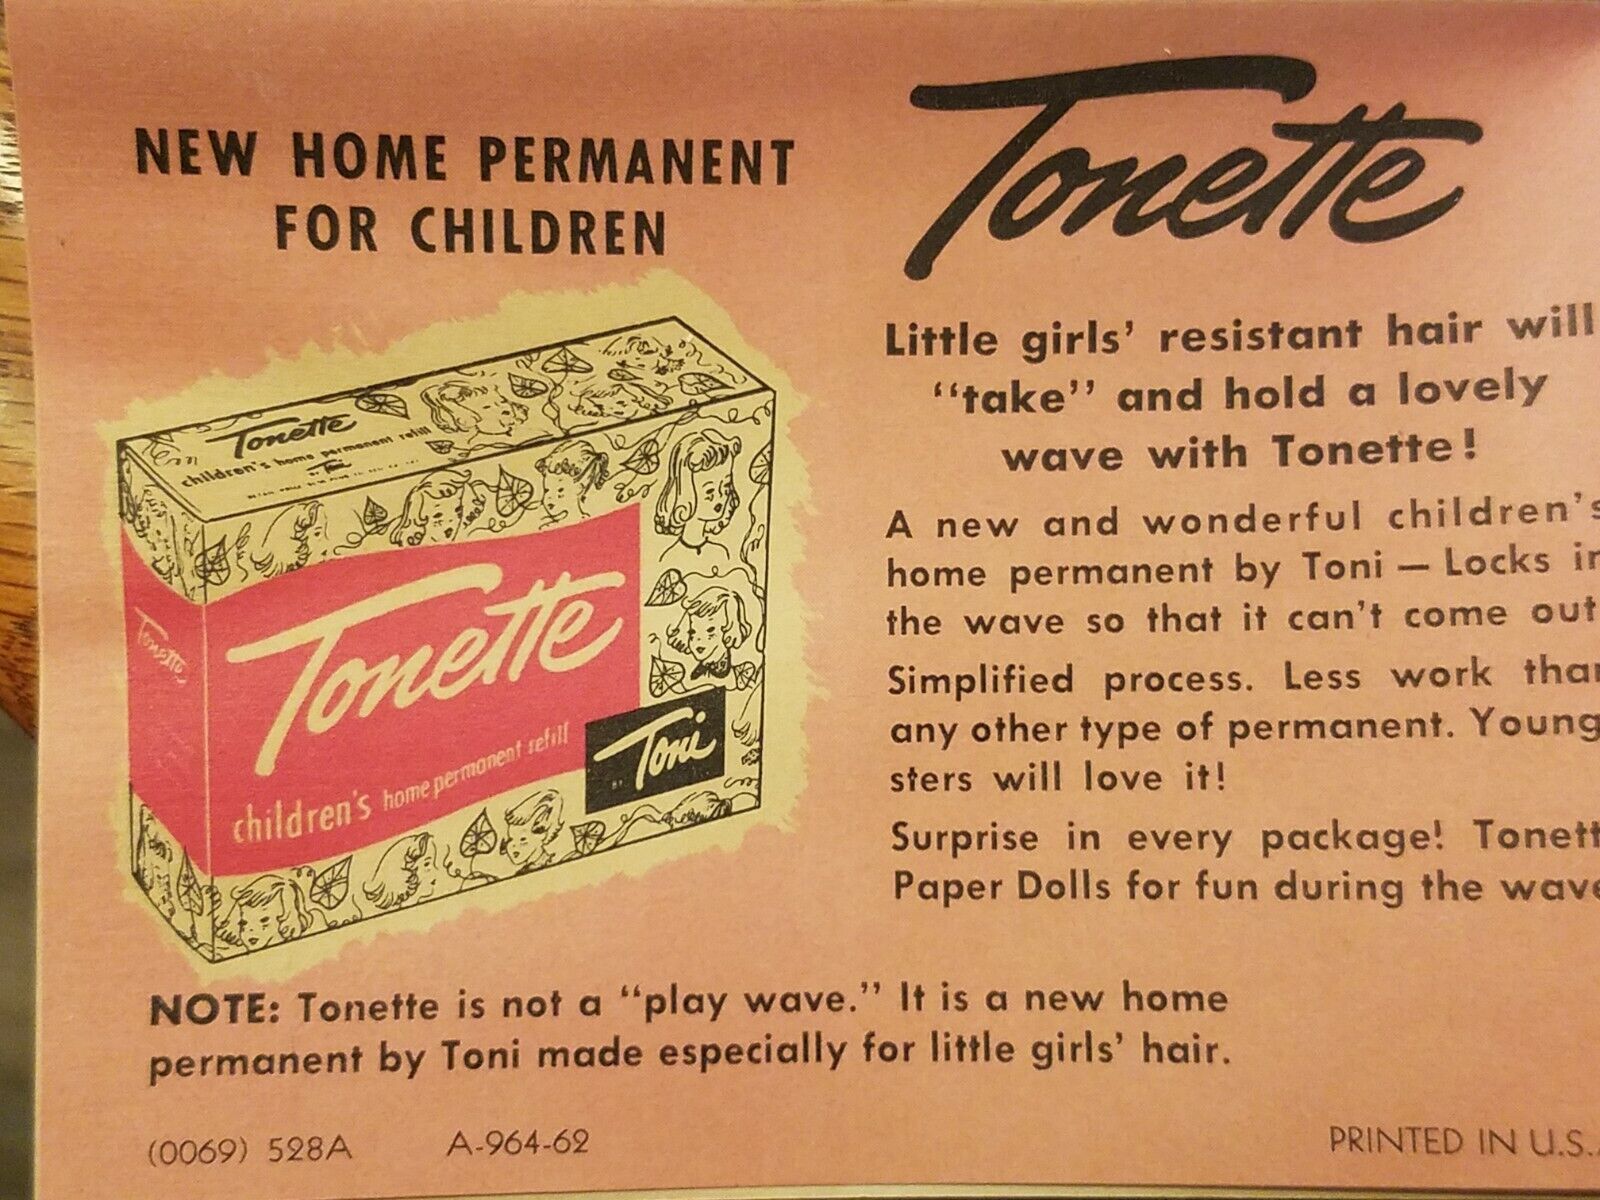 NEW HOME PERMANENT
FOR CHILDREN
Tonette
children's home permanent refill
Toni
Tonette
Tonette
children's home permanent refill
BY Toni
Tonette
Little girls' resistant hair will
"take" and hold a lovely
wave with Tonette!
A new and wonderful children's
home permanent by Toni — Locks in
the wave so that it can't come out
Simplified process. Less work than
any other type of permanent. Young
sters will love it!
Surprise in every package! Tonett
Paper Dolls for fun during the wave
NOTE: Tonette is not a "play wave." It is a new home
permanent by Toni made especially for little girls' hair.
(0069) 528A A-964-62
PRINTED IN U.S.